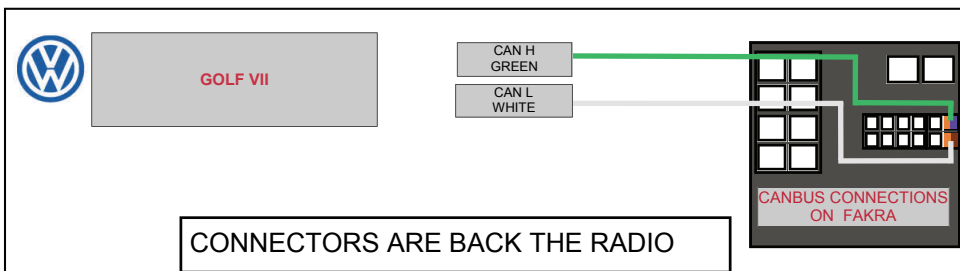 GOLF VII
CAN H
GREEN
CAN L
WHITE
CANBUS CONNECTIONS
ON FAKRA
CONNECTORS ARE BACK THE RADIO